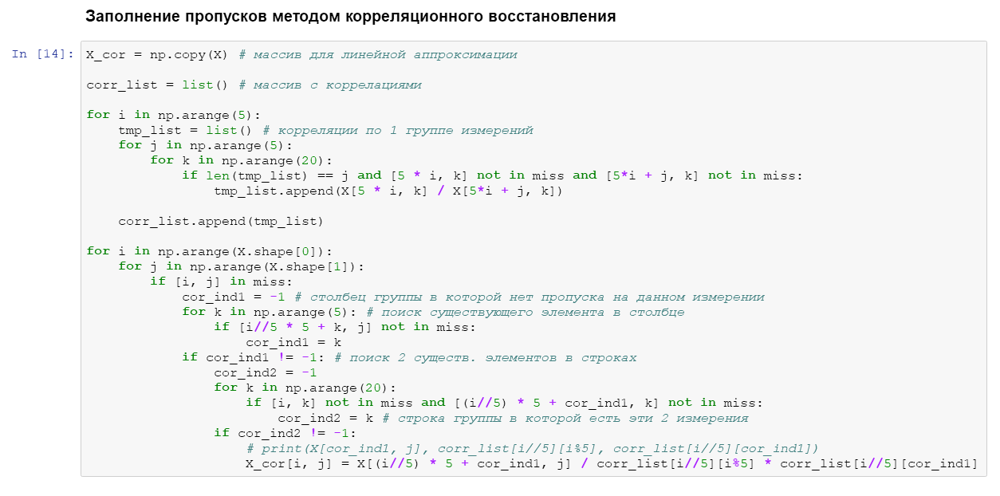 Заполнение пропусков методом корреляционного восстановления
In [14]: X_cor = np.copy(X) # массив для линейной аппроксимации
corr_list = list() # массив с коррелациями
for i in np.arange(5):
    tmp_list = list() # корреляции по 1 группе измерений
    for j in np.arange(5):
        for k in np.arange(20):
            if len(tmp_list) == j and [5 * i, k] not in miss and [5*i + j, k] not in miss:
                tmp_list.append(X[5 * i, k] / X[5*i + j, k])
    corr_list.append(tmp_list)
for i in np.arange(X.shape[0]):
    for j in np.arange(X.shape[1]):
        if [i, j] in miss:
            cor_ind1 = -1 # столбец группы в которой нет пропуска на данном измерении
            for k in np.arange(5): # поиск существующего элемента в столбце
                if [i//5 * 5 + k, j] not in miss:
                    cor_ind1 = k
            if cor_ind1 != -1: # поиск 2 существ. элементов в строках
                cor_ind2 = -1
                for k in np.arange(20):
                    if [i, k] not in miss and [(i//5) * 5 + cor_ind1, k] not in miss:
                        cor_ind2 = k # строка группы в которой есть эти 2 измерения
                if cor_ind2 != -1:
                    # print(X[cor_ind1, j], corr_list[i//5][i%5], corr_list[i//5][cor_ind1])
                    X_cor[i, j] = X[(i//5) * 5 + cor_ind1, j] / corr_list[i//5][i%5] * corr_list[i//5][cor_ind1]